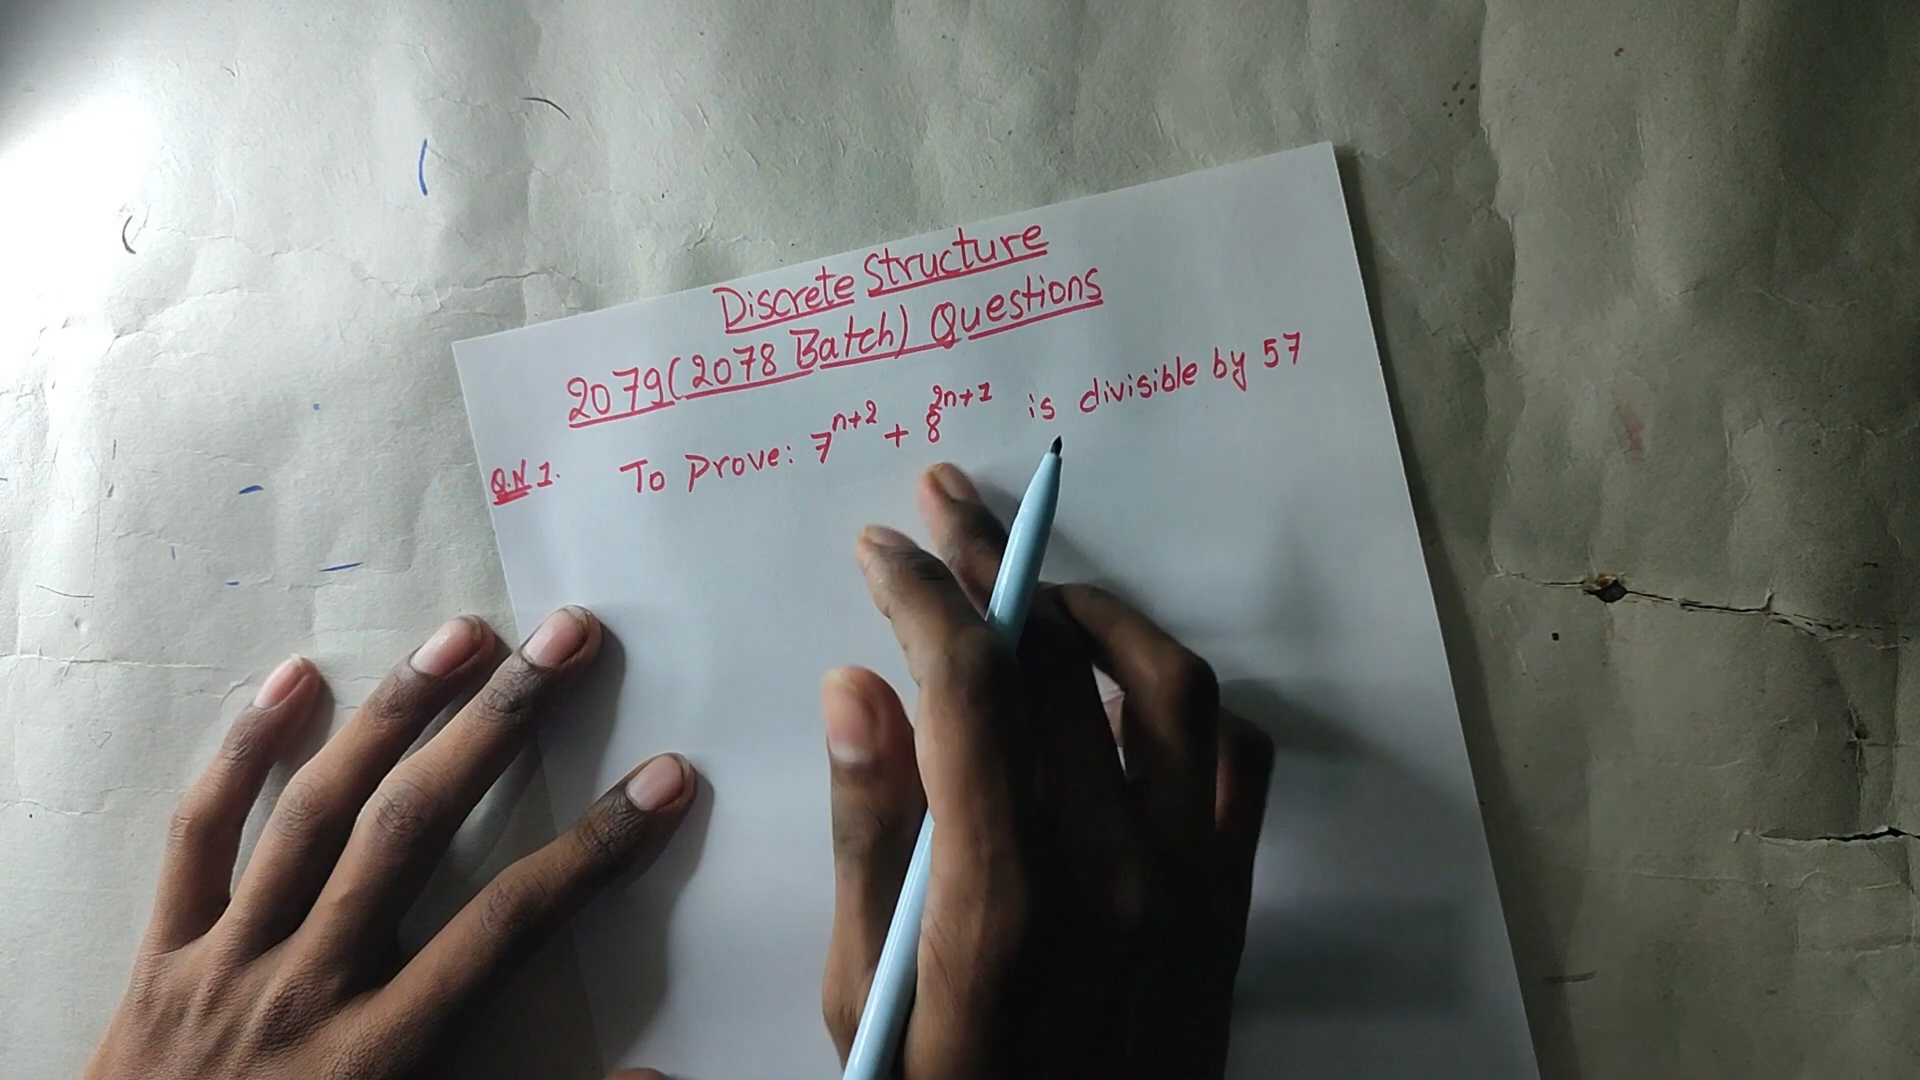 Discrete Structure
2079(2078 Batch) Questions
Q.N 1. To Prove: 7^{n+2} + 8^{2n+1} is divisible by 57